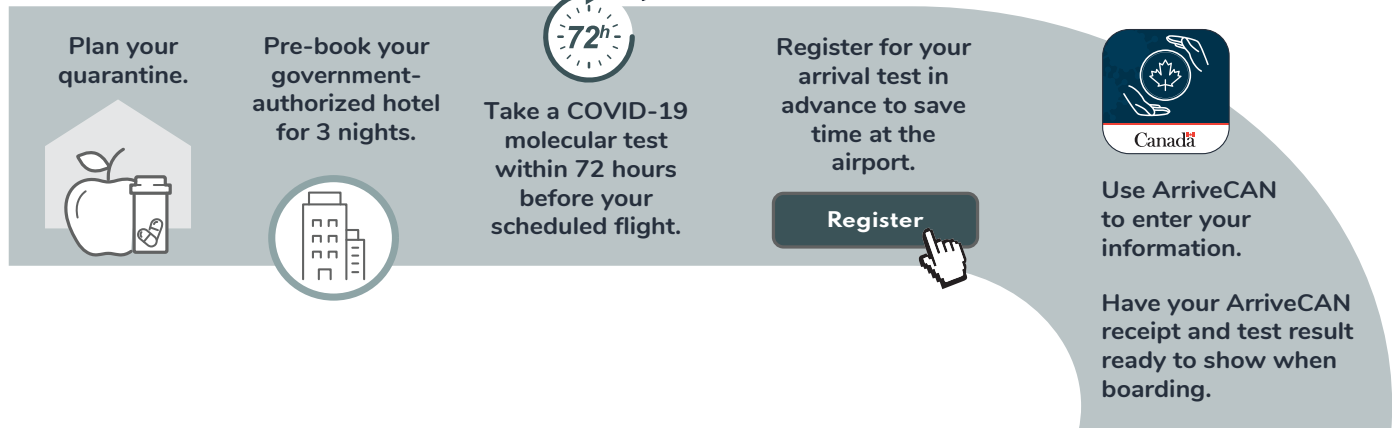 Plan your
quarantine.
Pre-book your
government-
authorized hotel
for 3 nights.
72h
Take a COVID-19
molecular test
within 72 hours
before your
scheduled flight.
Register for your
arrival test in
advance to save
time at the
airport.
Register
Canada
Use ArriveCAN
to enter your
information.
Have your ArriveCAN
receipt and test result
ready to show when
boarding.